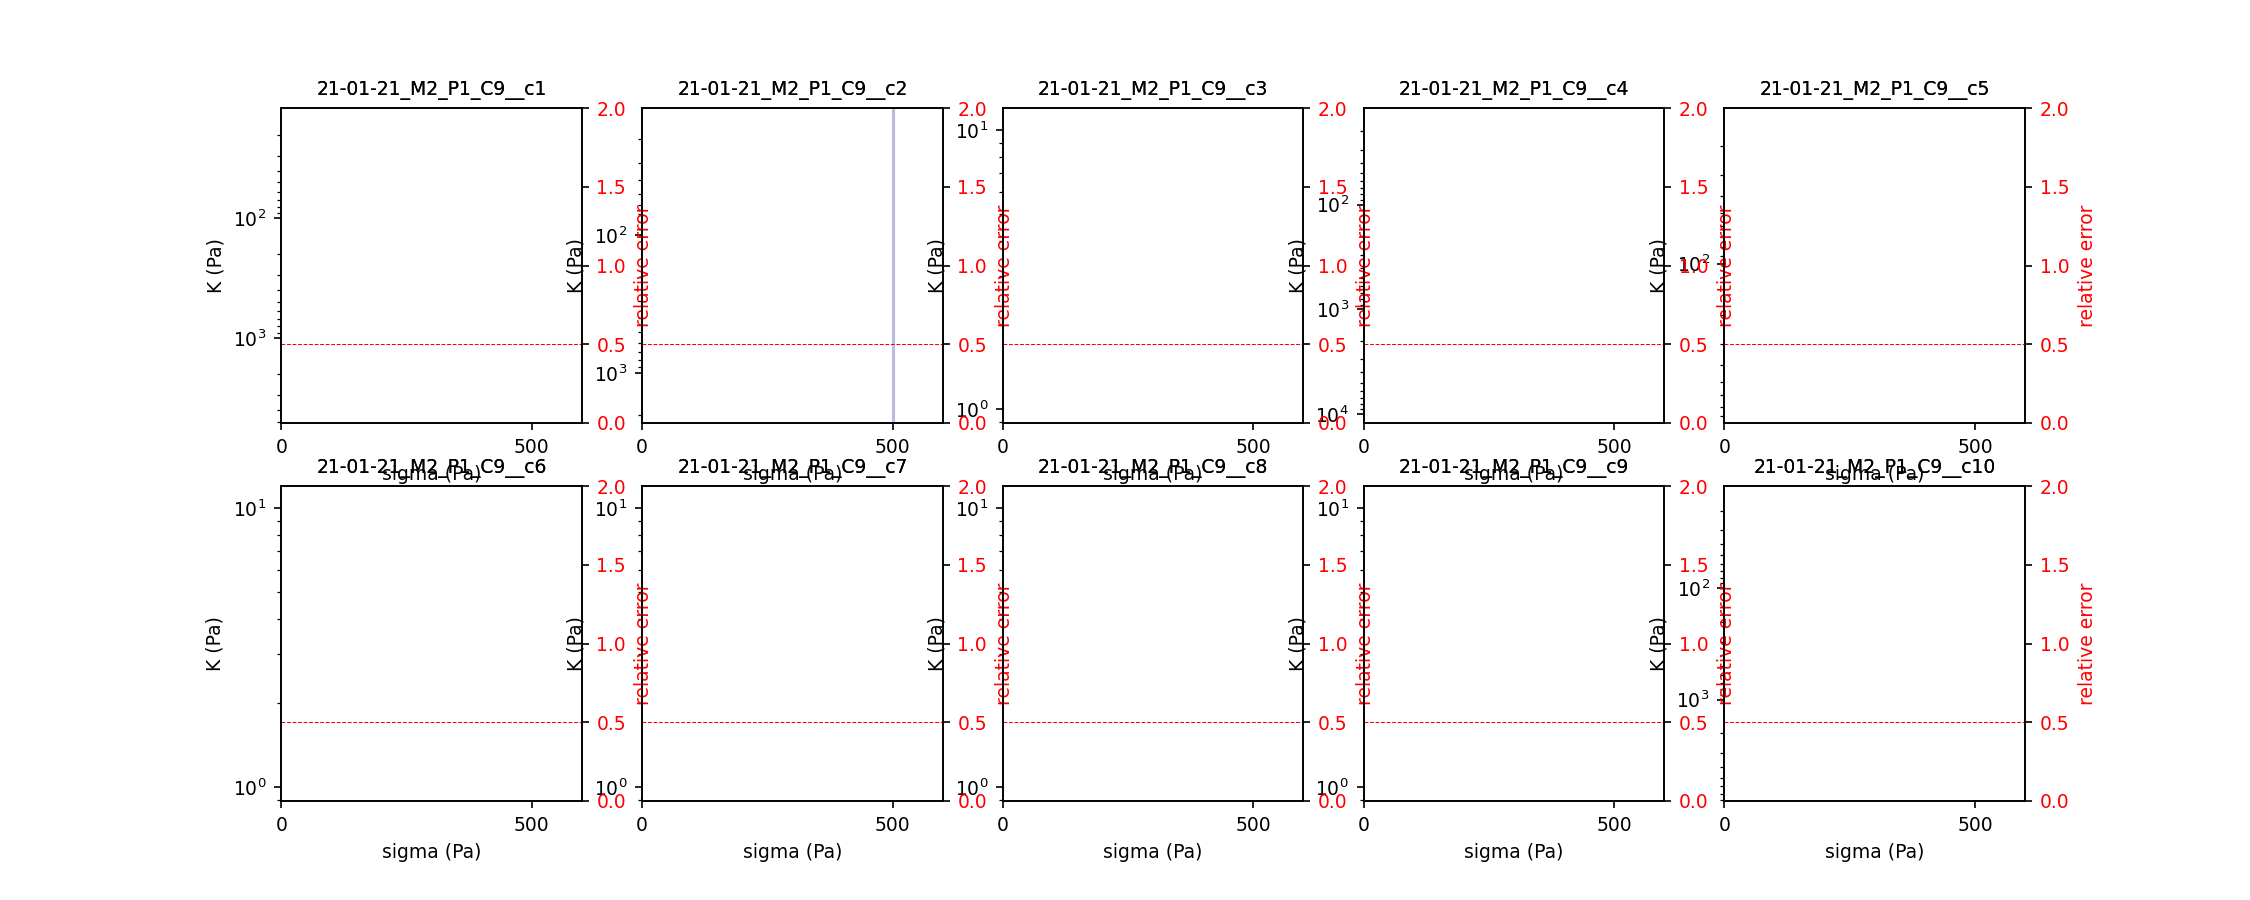 21-01-21_M2_P1_C9__c1
21-01-21_M2_P1_C9__c2
21-01-21_M2_P1_C9__c3
21-01-21_M2_P1_C9__c4
21-01-21_M2_P1_C9__c5
K (Pa)
10²
10³
0
500
sigma (Pa)
2.0
1.5
1.0
0.5
0.0
relative error
K (Pa)
10²
10³
0
500
sigma (Pa)
2.0
1.5
1.0
0.5
0.0
relative error
K (Pa)
10¹
10⁰
0
500
sigma (Pa)
2.0
1.5
1.0
0.5
0.0
relative error
K (Pa)
10²
10³
10⁴
0
500
sigma (Pa)
2.0
1.5
1.0
0.5
0.0
relative error
K (Pa)
10²
0
500
sigma (Pa)
2.0
1.5
1.0
0.5
0.0
relative error
21-01-21_M2_P1_C9__c6
21-01-21_M2_P1_C9__c7
21-01-21_M2_P1_C9__c8
21-01-21_M2_P1_C9__c9
21-01-21_M2_P1_C9__c10
K (Pa)
10¹
10⁰
0
500
sigma (Pa)
2.0
1.5
1.0
0.5
0.0
relative error
K (Pa)
10¹
10⁰
0
500
sigma (Pa)
2.0
1.5
1.0
0.5
0.0
relative error
K (Pa)
10¹
10⁰
0
500
sigma (Pa)
2.0
1.5
1.0
0.5
0.0
relative error
K (Pa)
10¹
10⁰
0
500
sigma (Pa)
2.0
1.5
1.0
0.5
0.0
relative error
K (Pa)
10²
10³
0
500
sigma (Pa)
2.0
1.5
1.0
0.5
0.0
relative error